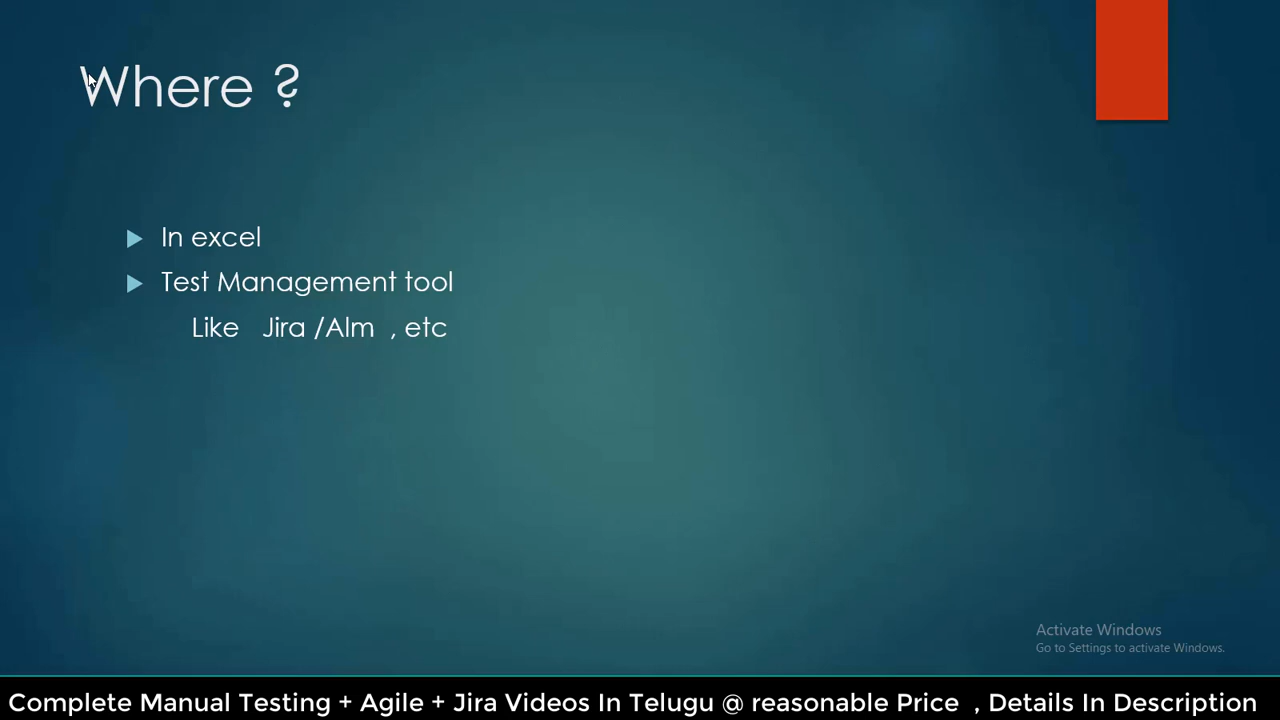 Where ?
In excel
Test Management tool
Like Jira /Alm , etc
Activate Windows
Go to Settings to activate Windows.
Complete Manual Testing + Agile + Jira Videos In Telugu @ reasonable Price , Details In Description